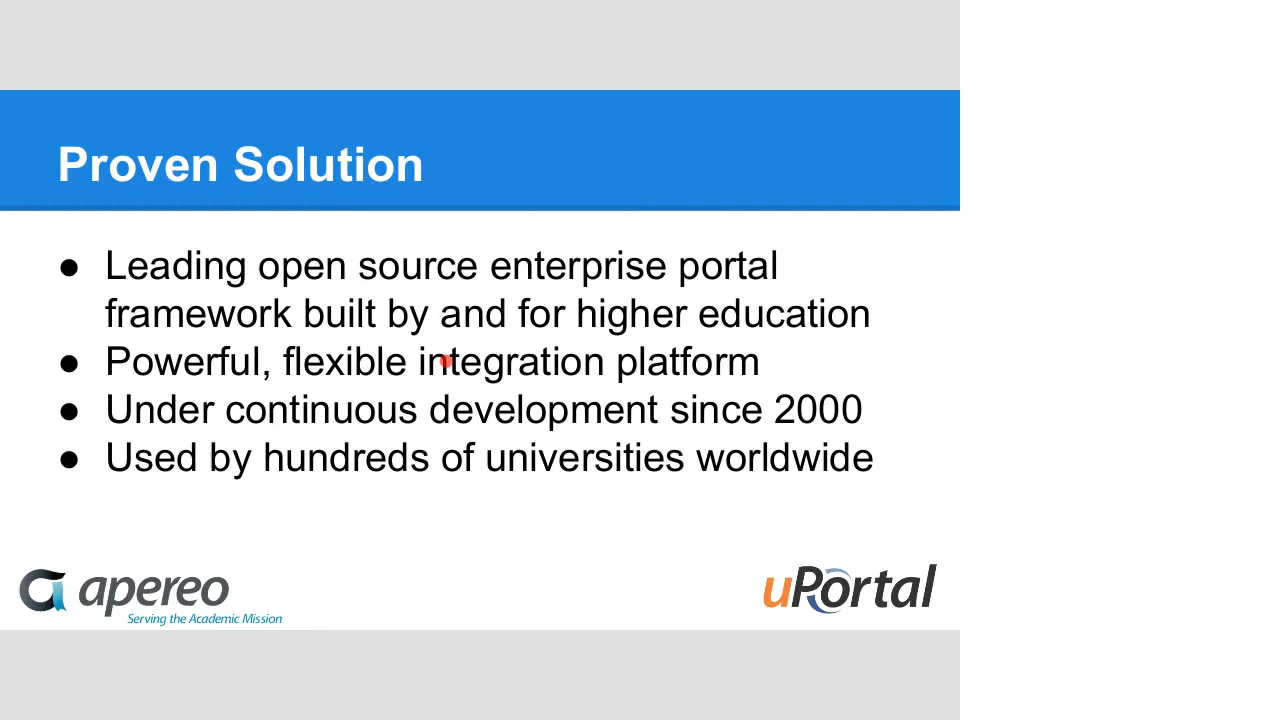 Proven Solution
● Leading open source enterprise portal
framework built by and for higher education
● Powerful, flexible integration platform
● Under continuous development since 2000
● Used by hundreds of universities worldwide
apereo
Serving the Academic Mission
uPortal